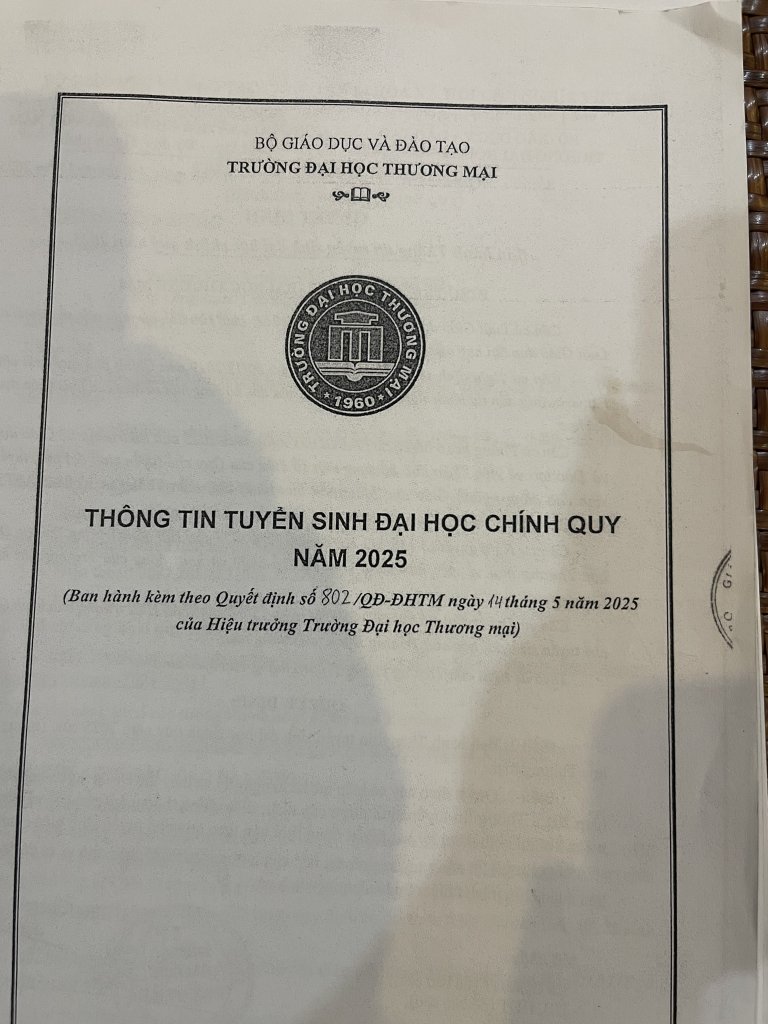 BỘ GIÁO DỤC VÀ ĐÀO TẠO
TRƯỜNG ĐẠI HỌC THƯƠNG MẠI
TRƯỜNG ĐẠI HỌC THƯƠNG MẠI
1960
THÔNG TIN TUYỂN SINH ĐẠI HỌC CHÍNH QUY
NĂM 2025
(Ban hành kèm theo Quyết định số 802/QĐ-ĐHTM ngày 14 tháng 5 năm 2025
của Hiệu trưởng Trường Đại học Thương mại)